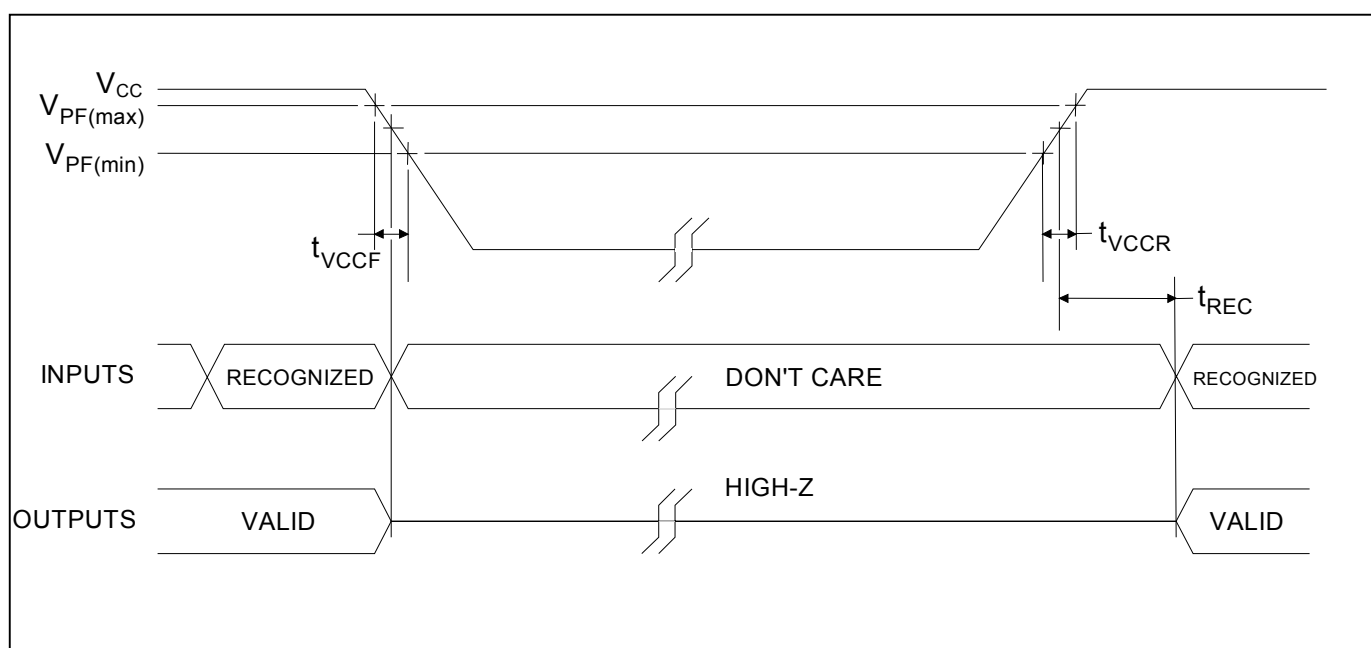 VCC
VPF(max)
VPF(min)
tVCCF
tVCCR
tREC
INPUTS
RECOGNIZED
DON'T CARE
RECOGNIZED
HIGH-Z
OUTPUTS
VALID
VALID